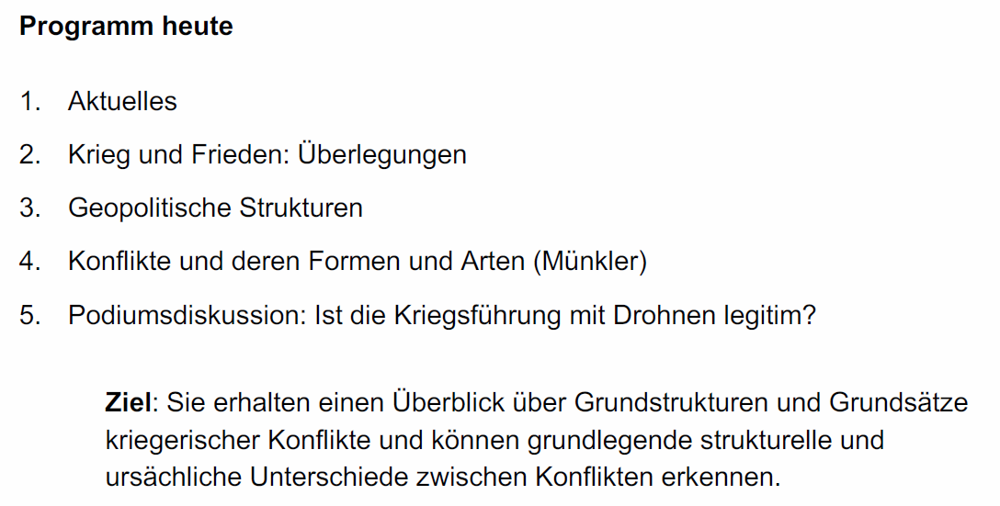 Programm heute
1. Aktuelles
2. Krieg und Frieden: Überlegungen
3. Geopolitische Strukturen
4. Konflikte und deren Formen und Arten (Münkler)
5. Podiumsdiskussion: Ist die Kriegsführung mit Drohnen legitim?
Ziel: Sie erhalten einen Überblick über Grundstrukturen und Grundsätze
kriegerischer Konflikte und können grundlegende strukturelle und
ursächliche Unterschiede zwischen Konflikten erkennen.